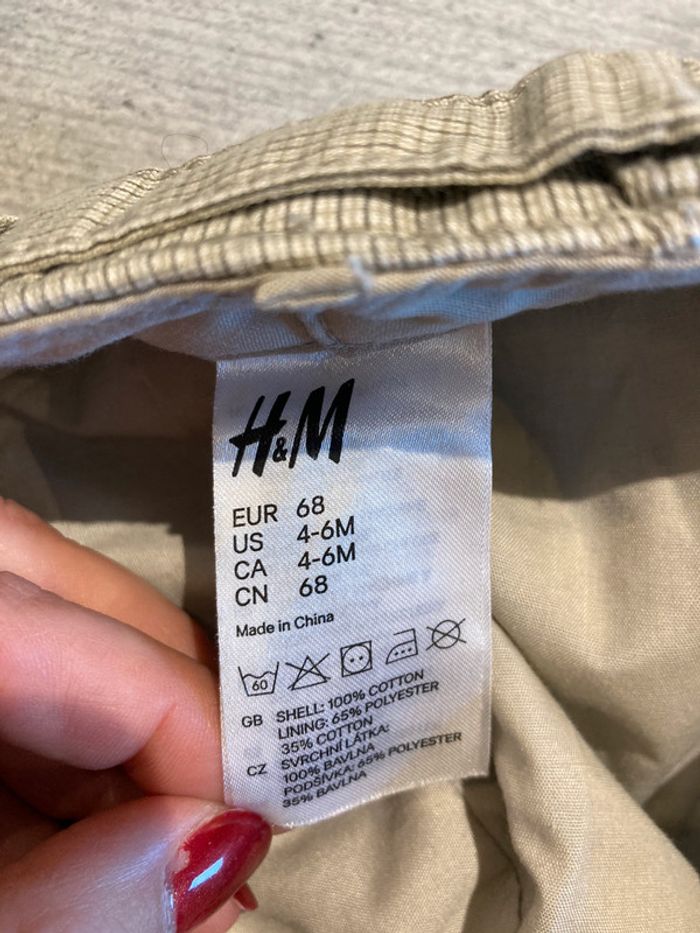 H&M
EUR 68
US 4-6M
CA 4-6M
CN 68
Made in China
60
GB SHELL: 100% COTTON
LINING: 65% POLYESTER
35% COTTON
CZ SVRCHNÍ LÁTKA:
100% BAVLNA
PODŠÍVKA: 65% POLYESTER
35% BAVLNA